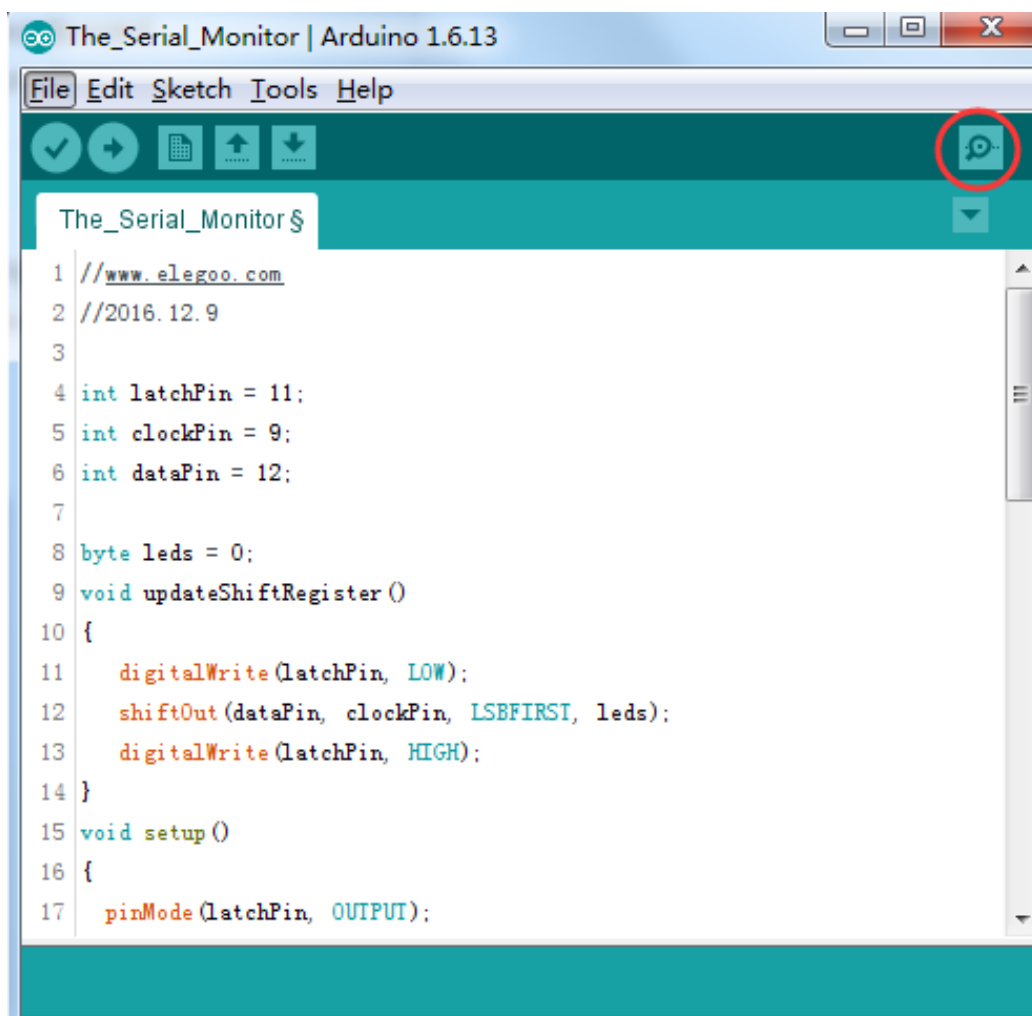 The_Serial_Monitor | Arduino 1.6.13
File Edit Sketch Tools Help
The_Serial_Monitor §
1 //www.elegoo.com
2 //2016.12.9
3
4 int latchPin = 11;
5 int clockPin = 9;
6 int dataPin = 12;
7
8 byte leds = 0;
9 void updateShiftRegister()
10 {
11 digitalWrite(latchPin, LOW);
12 shiftOut(dataPin, clockPin, LSBFIRST, leds);
13 digitalWrite(latchPin, HIGH);
14 }
15 void setup()
16 {
17 pinMode(latchPin, OUTPUT);